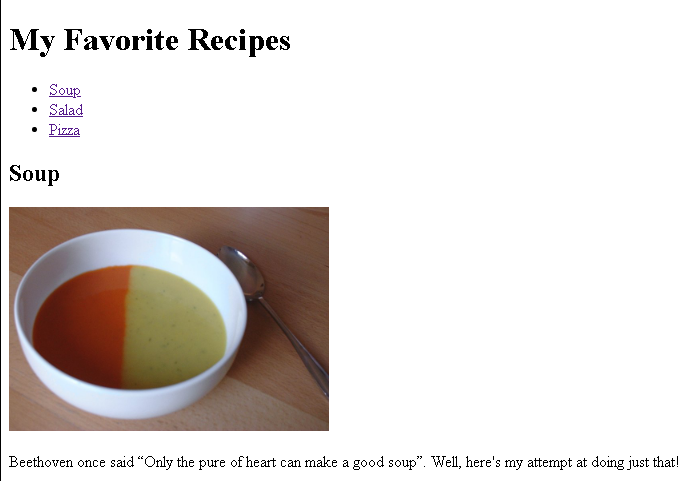 My Favorite Recipes
Soup
Salad
Pizza
Soup
Beethoven once said “Only the pure of heart can make a good soup”. Well, here's my attempt at doing just that!